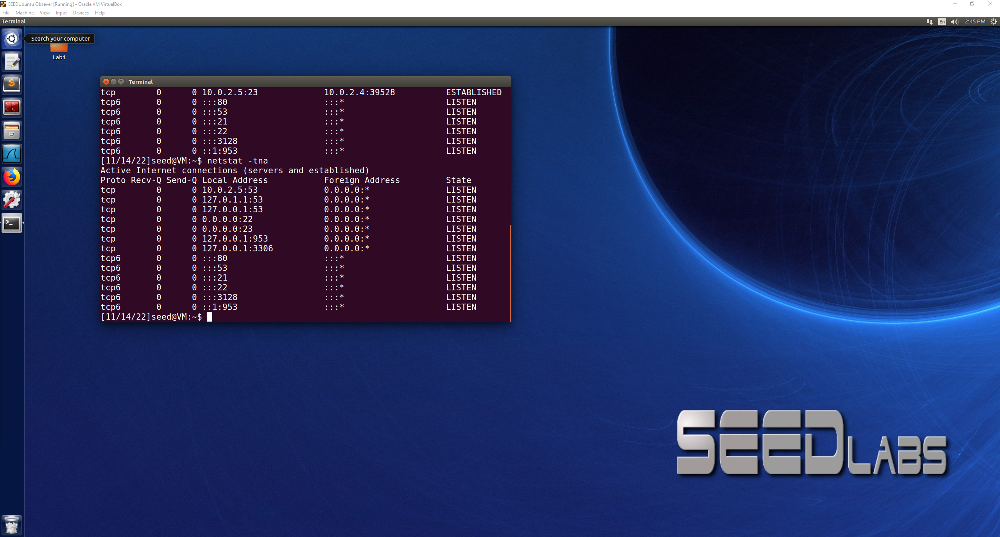 SEEDUbuntu Obsever [Running] - Oracle VM VirtualBox
File Machine View Input Devices Help
Terminal En 2:45 PM
Search your computer
Lab1
Terminal
tcp 0 0 10.0.2.5:23 10.0.2.4:39528 ESTABLISHED
tcp6 0 0 :::80 :::* LISTEN
tcp6 0 0 :::53 :::* LISTEN
tcp6 0 0 :::21 :::* LISTEN
tcp6 0 0 :::22 :::* LISTEN
tcp6 0 0 :::3128 :::* LISTEN
tcp6 0 0 ::1:953 :::* LISTEN
[11/14/22]seed@VM:~$ netstat -tna
Active Internet connections (servers and established)
Proto Recv-Q Send-Q Local Address Foreign Address State
tcp 0 0 10.0.2.5:53 0.0.0.0:* LISTEN
tcp 0 0 127.0.1.1:53 0.0.0.0:* LISTEN
tcp 0 0 127.0.0.1:53 0.0.0.0:* LISTEN
tcp 0 0 0.0.0.0:22 0.0.0.0:* LISTEN
tcp 0 0 0.0.0.0:23 0.0.0.0:* LISTEN
tcp 0 0 127.0.0.1:953 0.0.0.0:* LISTEN
tcp 0 0 127.0.0.1:3306 0.0.0.0:* LISTEN
tcp6 0 0 :::80 :::* LISTEN
tcp6 0 0 :::53 :::* LISTEN
tcp6 0 0 :::21 :::* LISTEN
tcp6 0 0 :::22 :::* LISTEN
tcp6 0 0 :::3128 :::* LISTEN
tcp6 0 0 ::1:953 :::* LISTEN
[11/14/22]seed@VM:~$
SEEDLABS